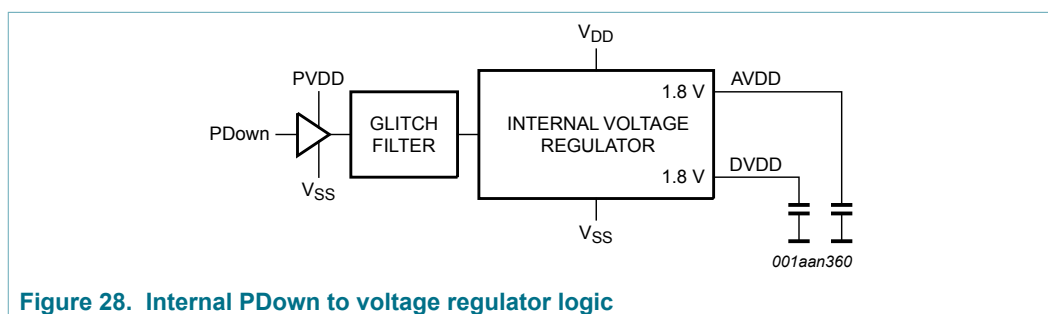 VDD
PVDD
1.8 V
AVDD
PDown
GLITCH
FILTER
INTERNAL VOLTAGE
REGULATOR
VSS
1.8 V
DVDD
VSS
001aan360
Figure 28. Internal PDown to voltage regulator logic